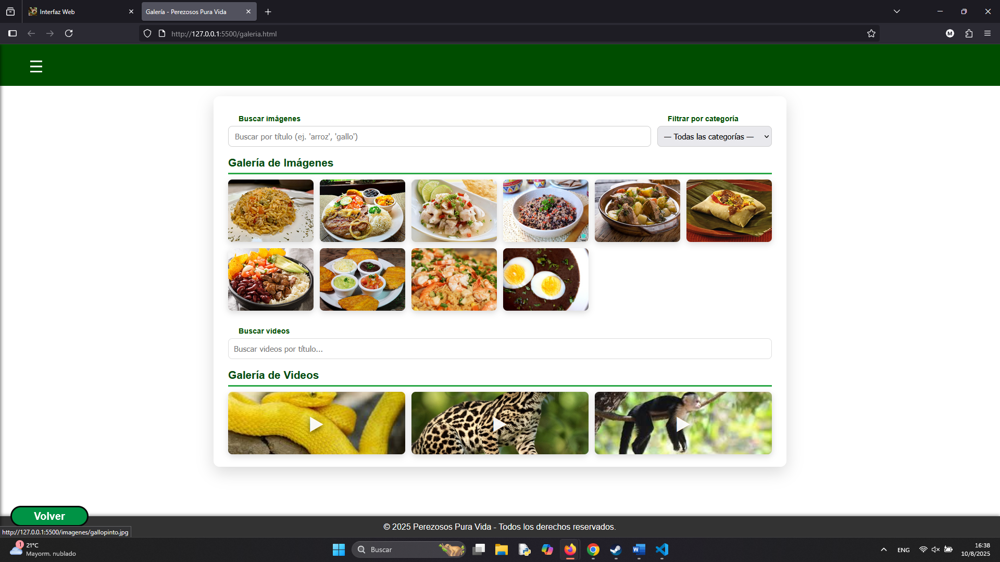 Interfaz Web
Galería - Perezosos Pura Vida
http://127.0.0.1:5500/galeria.html
M
Buscar imágenes
Filtrar por categoría
Buscar por título (ej. 'arroz', 'gallo')
— Todas las categorías —
Galería de Imágenes
Buscar videos
Buscar videos por título...
Galería de Videos
Volver
© 2025 Perezosos Pura Vida - Todos los derechos reservados.
http://127.0.0.1:5500/imagenes/gallopinto.jpg
1
21°C
Mayorm. nublado
Buscar
ENG
16:38
10/8/2025